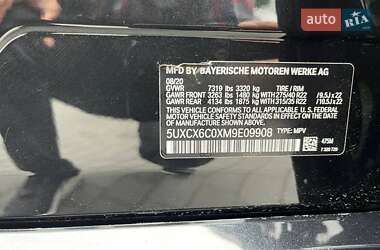 AUTO RIA
MFD BY BAYERISCHE MOTOREN WERKE AG
08/20
GVWR 7319 lbs 3320 kg TIRE / RIM
GAWR FRONT 3263 lbs 1480 kg WITH 275/40 R22 /9.5J x 22
GAWR REAR 4134 lbs 1875 kg WITH 315/35 R22 /10.5J x 22
THIS VEHICLE CONFORMS TO ALL APPLICABLE
U.S. FEDERAL MOTOR VEHICLE SAFETY STANDARDS
IN EFFECT ON THE DATE OF MANUFACTURE SHOWN ABOVE.
5UXCX6C0XM9E09908 TYPE: MPV
475M